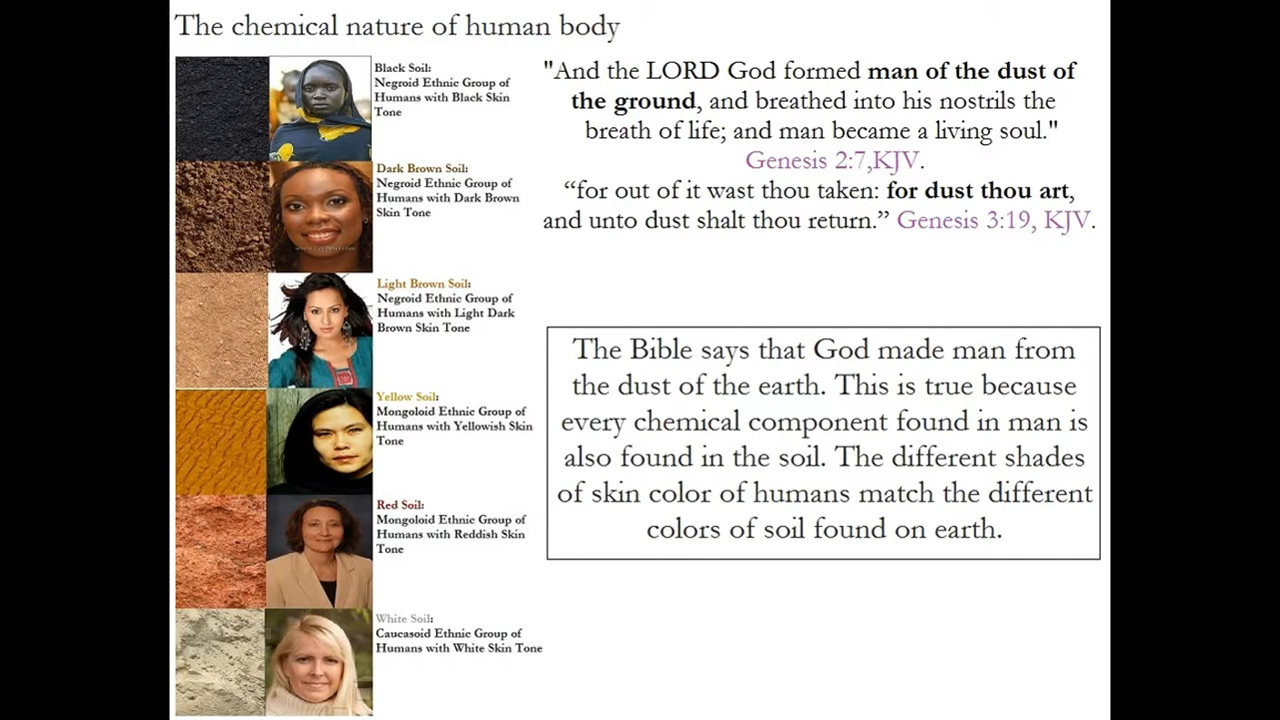 The chemical nature of human body
Black Soil:
Negroid Ethnic Group of
Humans with Black Skin
Tone
Dark Brown Soil:
Negroid Ethnic Group of
Humans with Dark Brown
Skin Tone
Light Brown Soil:
Negroid Ethnic Group of
Humans with Light Dark
Brown Skin Tone
Yellow Soil:
Mongoloid Ethnic Group of
Humans with Yellowish Skin
Tone
Red Soil:
Mongoloid Ethnic Group of
Humans with Reddish Skin
Tone
White Soil:
Caucasoid Ethnic Group of
Humans with White Skin Tone
"And the LORD God formed man of the dust of
the ground, and breathed into his nostrils the
breath of life; and man became a living soul."
Genesis 2:7,KJV.
“for out of it wast thou taken: for dust thou art,
and unto dust shalt thou return.” Genesis 3:19, KJV.
The Bible says that God made man from
the dust of the earth. This is true because
every chemical component found in man is
also found in the soil. The different shades
of skin color of humans match the different
colors of soil found on earth.